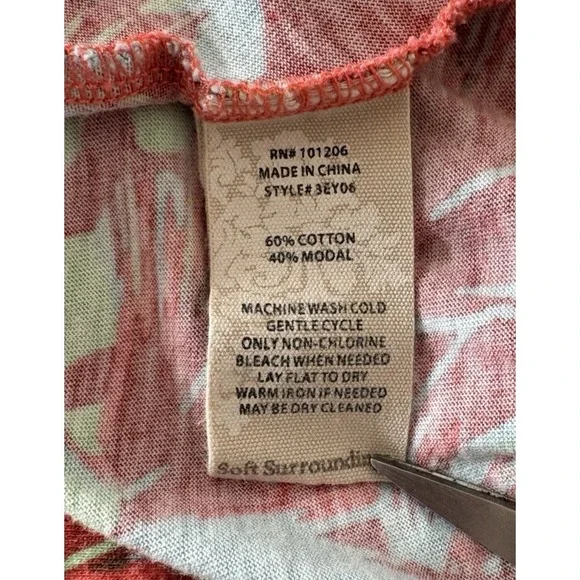 RN# 101206
MADE IN CHINA
STYLE# 3EY06
60% COTTON
40% MODAL
MACHINE WASH COLD
GENTLE CYCLE
ONLY NON-CHLORINE
BLEACH WHEN NEEDED
LAY FLAT TO DRY
WARM IRON IF NEEDED
MAY BE DRY CLEANED
Soft